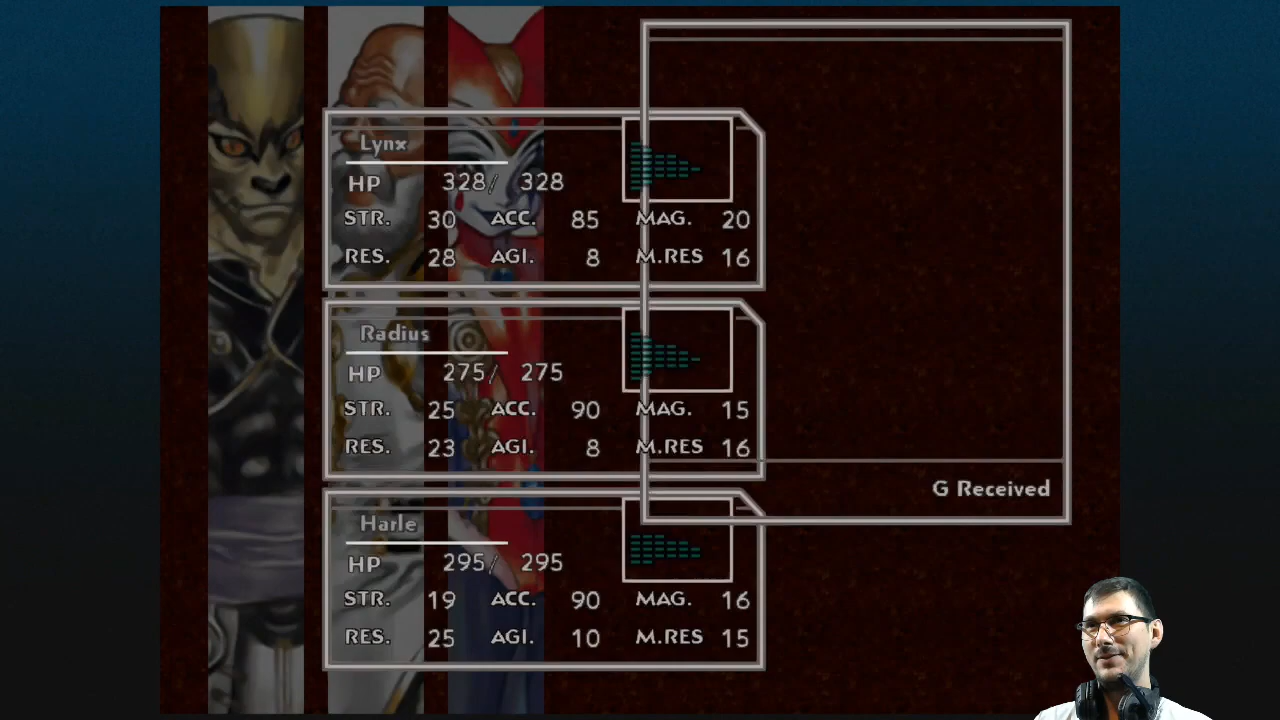 Lynx
HP 328/ 328
STR. 30 ACC. 85 MAG. 20
RES. 28 AGI. 8 M.RES 16
Radius
HP 275/ 275
STR. 25 ACC. 90 MAG. 15
RES. 23 AGI. 8 M.RES 16
G Received
Harle
HP 295/ 295
STR. 19 ACC. 90 MAG. 16
RES. 25 AGI. 10 M.RES 15